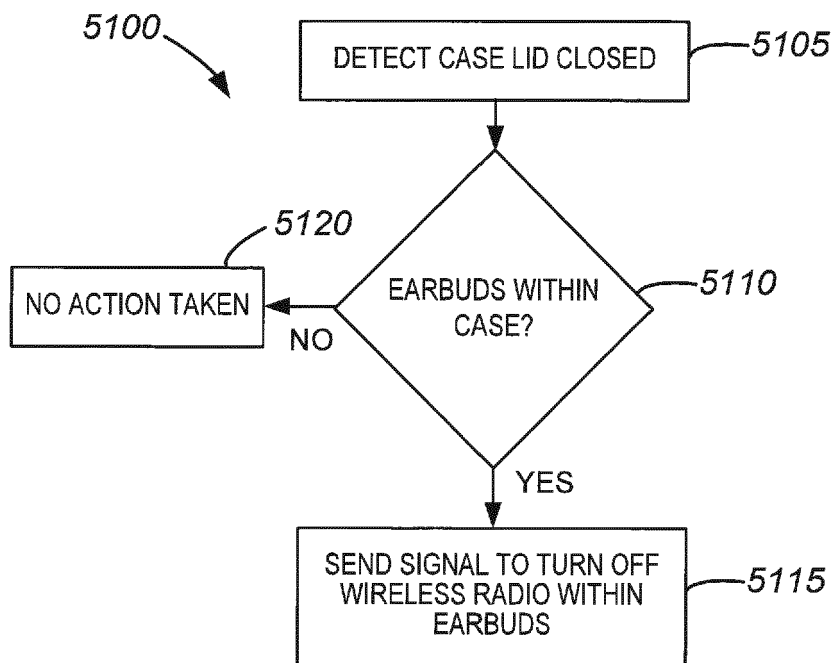 5100
DETECT CASE LID CLOSED
5105
5120
NO ACTION TAKEN
NO
EARBUDS WITHIN
CASE?
5110
YES
SEND SIGNAL TO TURN OFF
WIRELESS RADIO WITHIN
EARBUDS
5115